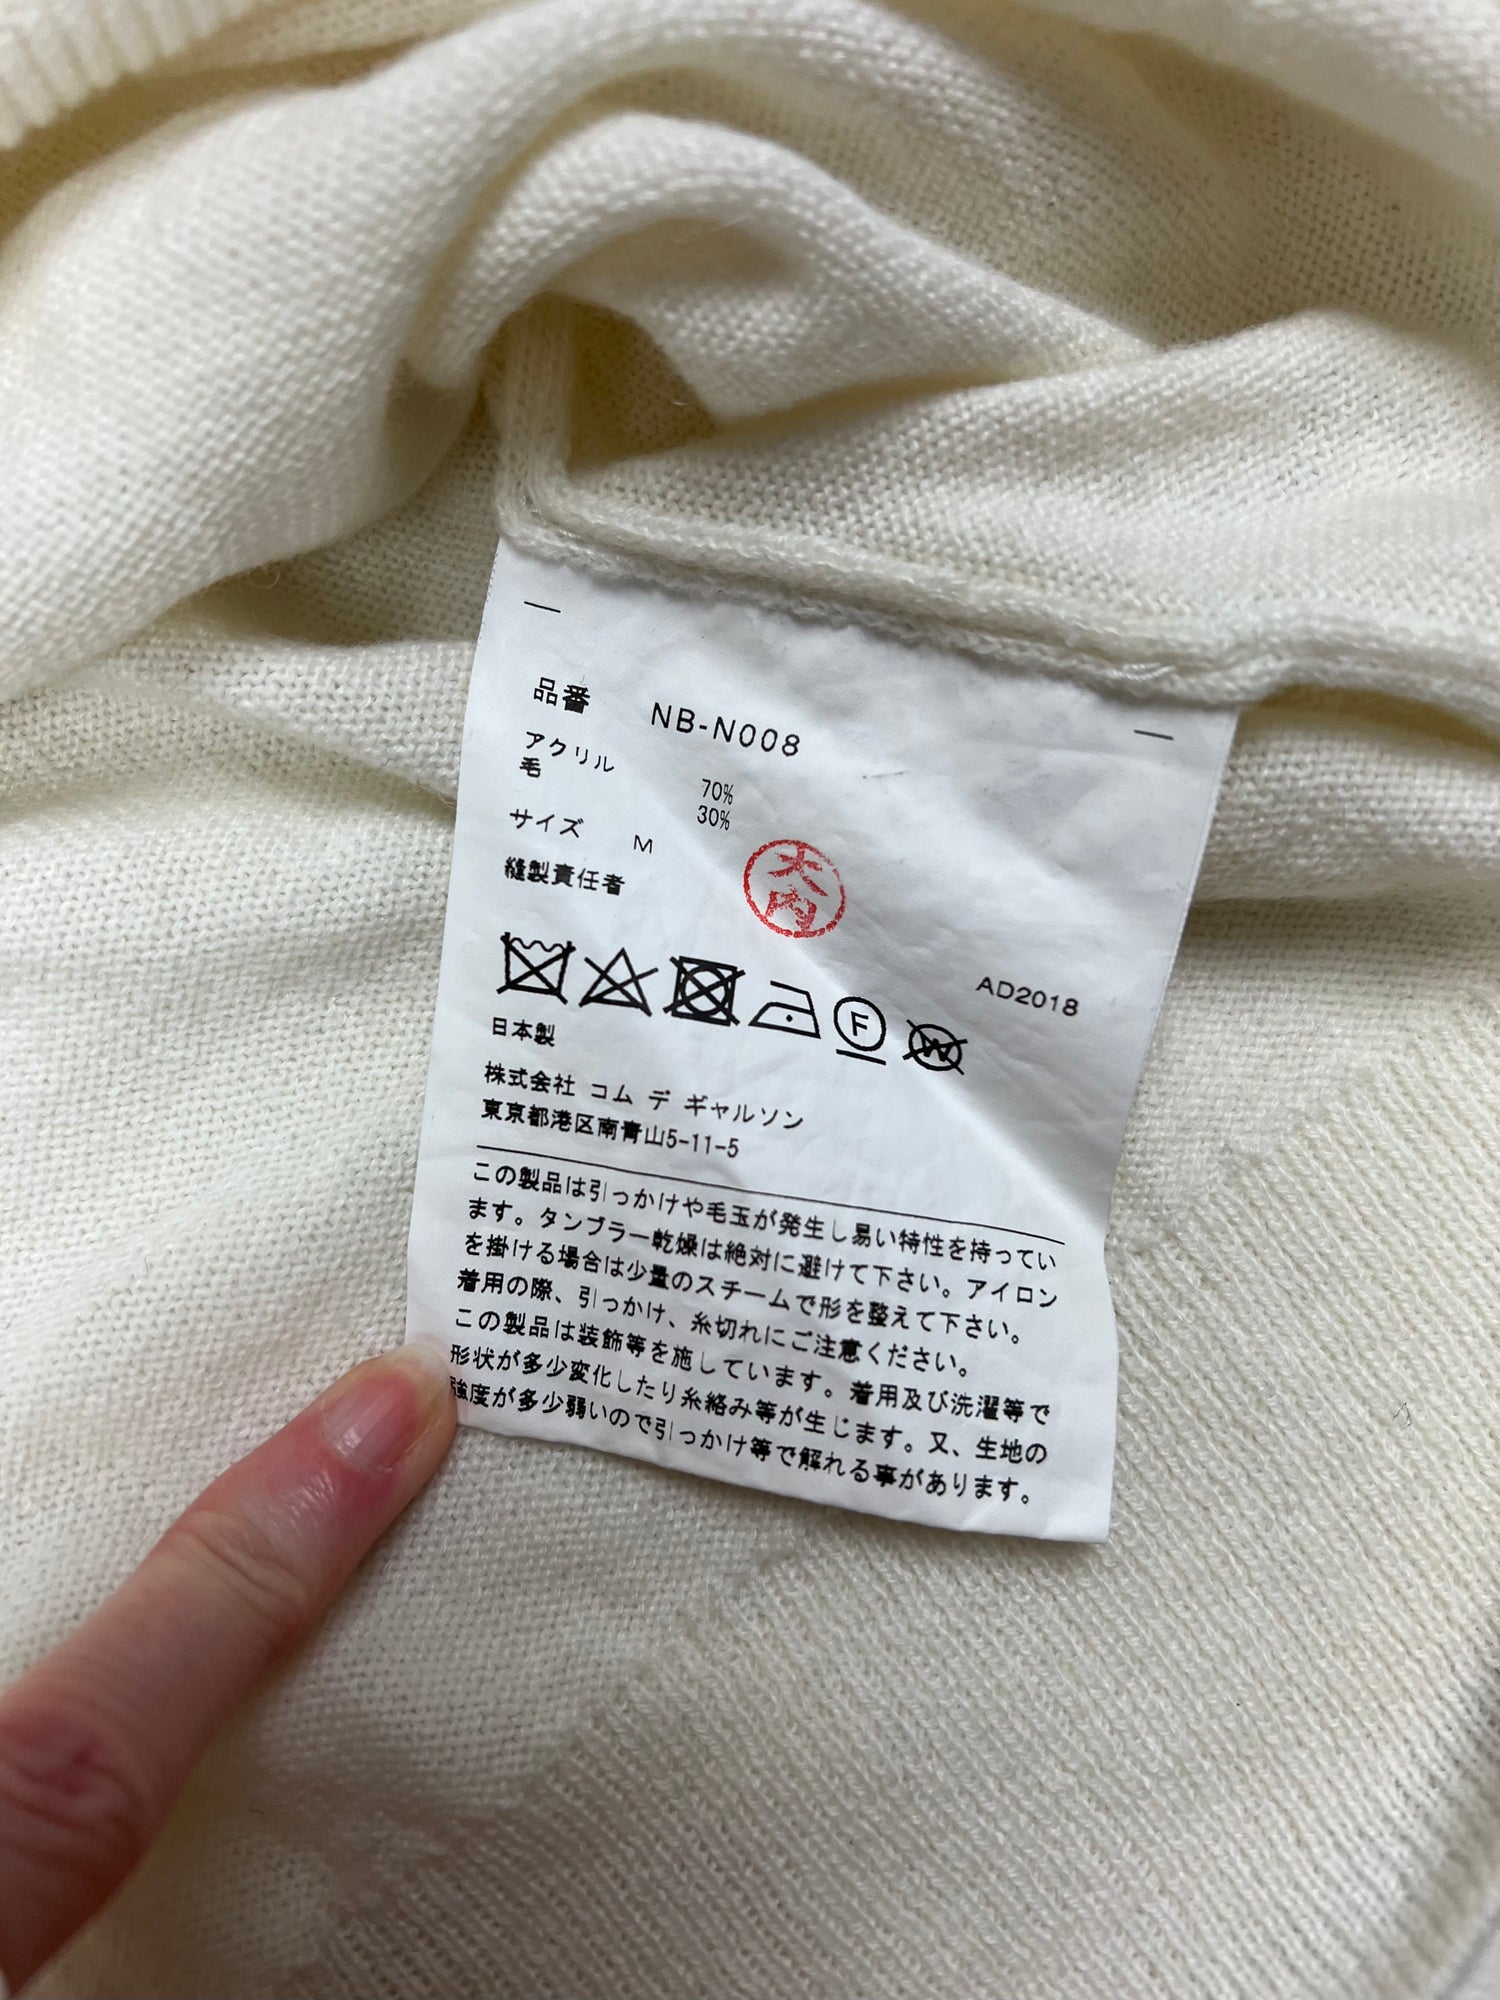 品番 NB-N008
アクリル 70%
毛 30%
サイズ M
縫製責任者
大内
AD2018
F
W
日本製
株式会社 コム デ ギャルソン
東京都港区南青山5-11-5
この製品は引っかけや毛玉が発生し易い特性を持ってい
ます。タンブラー乾燥は絶対に避けて下さい。アイロン
を掛ける場合は少量のスチームで形を整えて下さい。
着用の際、引っかけ、糸切れにご注意ください。
この製品は装飾等を施しています。着用及び洗濯等で
形状が多少変化したり糸絡み等が生じます。又、生地の
強度が多少弱いので引っかけ等で解れる事があります。